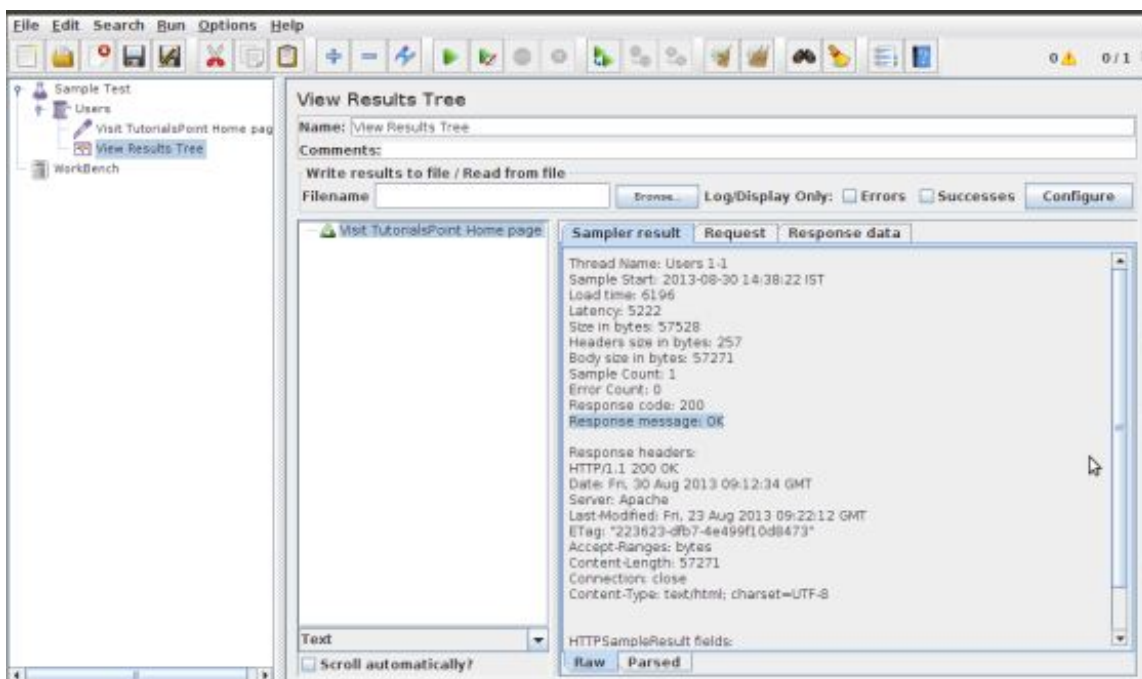 File Edit Search Run Options Help
0 0/1
Sample Test
Users
Visit TutorialsPoint Home pag
View Results Tree
WorkBench
View Results Tree
Name: View Results Tree
Comments:
Write results to file / Read from file
Filename Browse... Log/Display Only: Errors Successes Configure
Visit TutorialsPoint Home page
Text
Scroll automatically?
Sampler result Request Response data
Thread Name: Users 1-1
Sample Start: 2013-08-30 14:38:22 IST
Load time: 6196
Latency: 5222
Size in bytes: 57528
Headers size in bytes: 257
Body size in bytes: 57271
Sample Count: 1
Error Count: 0
Response code: 200
Response message: OK
Response headers:
HTTP/1.1 200 OK
Date: Fri, 30 Aug 2013 09:12:34 GMT
Server: Apache
Last-Modified: Fri, 23 Aug 2013 09:22:12 GMT
ETag: "223623-dfb7-4e499f10d8473"
Accept-Ranges: bytes
Content-Length: 57271
Connection: close
Content-Type: text/html; charset=UTF-8
HTTPSampleResult fields:
Raw Parsed